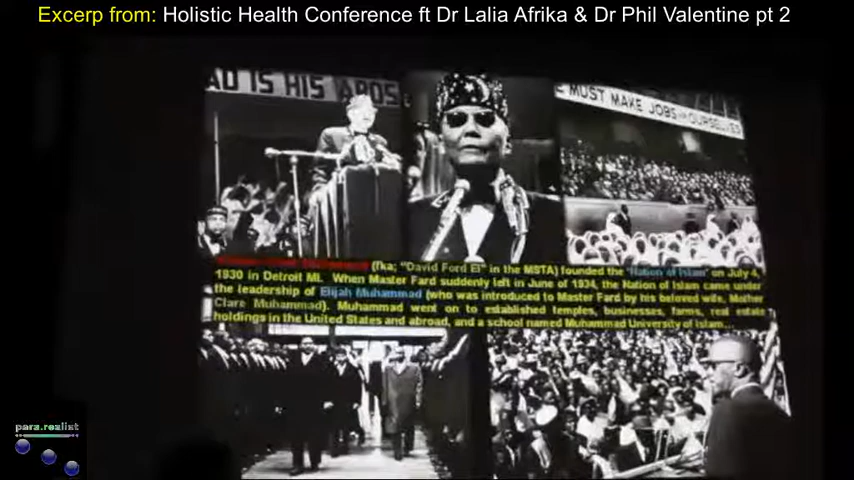 Excerp from: Holistic Health Conference ft Dr Lalia Afrika & Dr Phil Valentine pt 2
AD IS HIS APOS
E MUST MAKE JOBS OURSELVES
(fka; "David Ford El" in the MSTA) founded the "Nation of Islam" on July 4,
1930 in Detroit MI. When Master Fard suddenly left in June of 1934, the Nation of Islam came under
the leadership of Elijah Muhammad (who was introduced to Master Fard by his beloved wife, Mother
Clare Muhammad). Muhammad went on to established temples, businesses, farms, real estate
holdings in the United States and abroad, and a school named Muhammad University of Islam...
para.realist